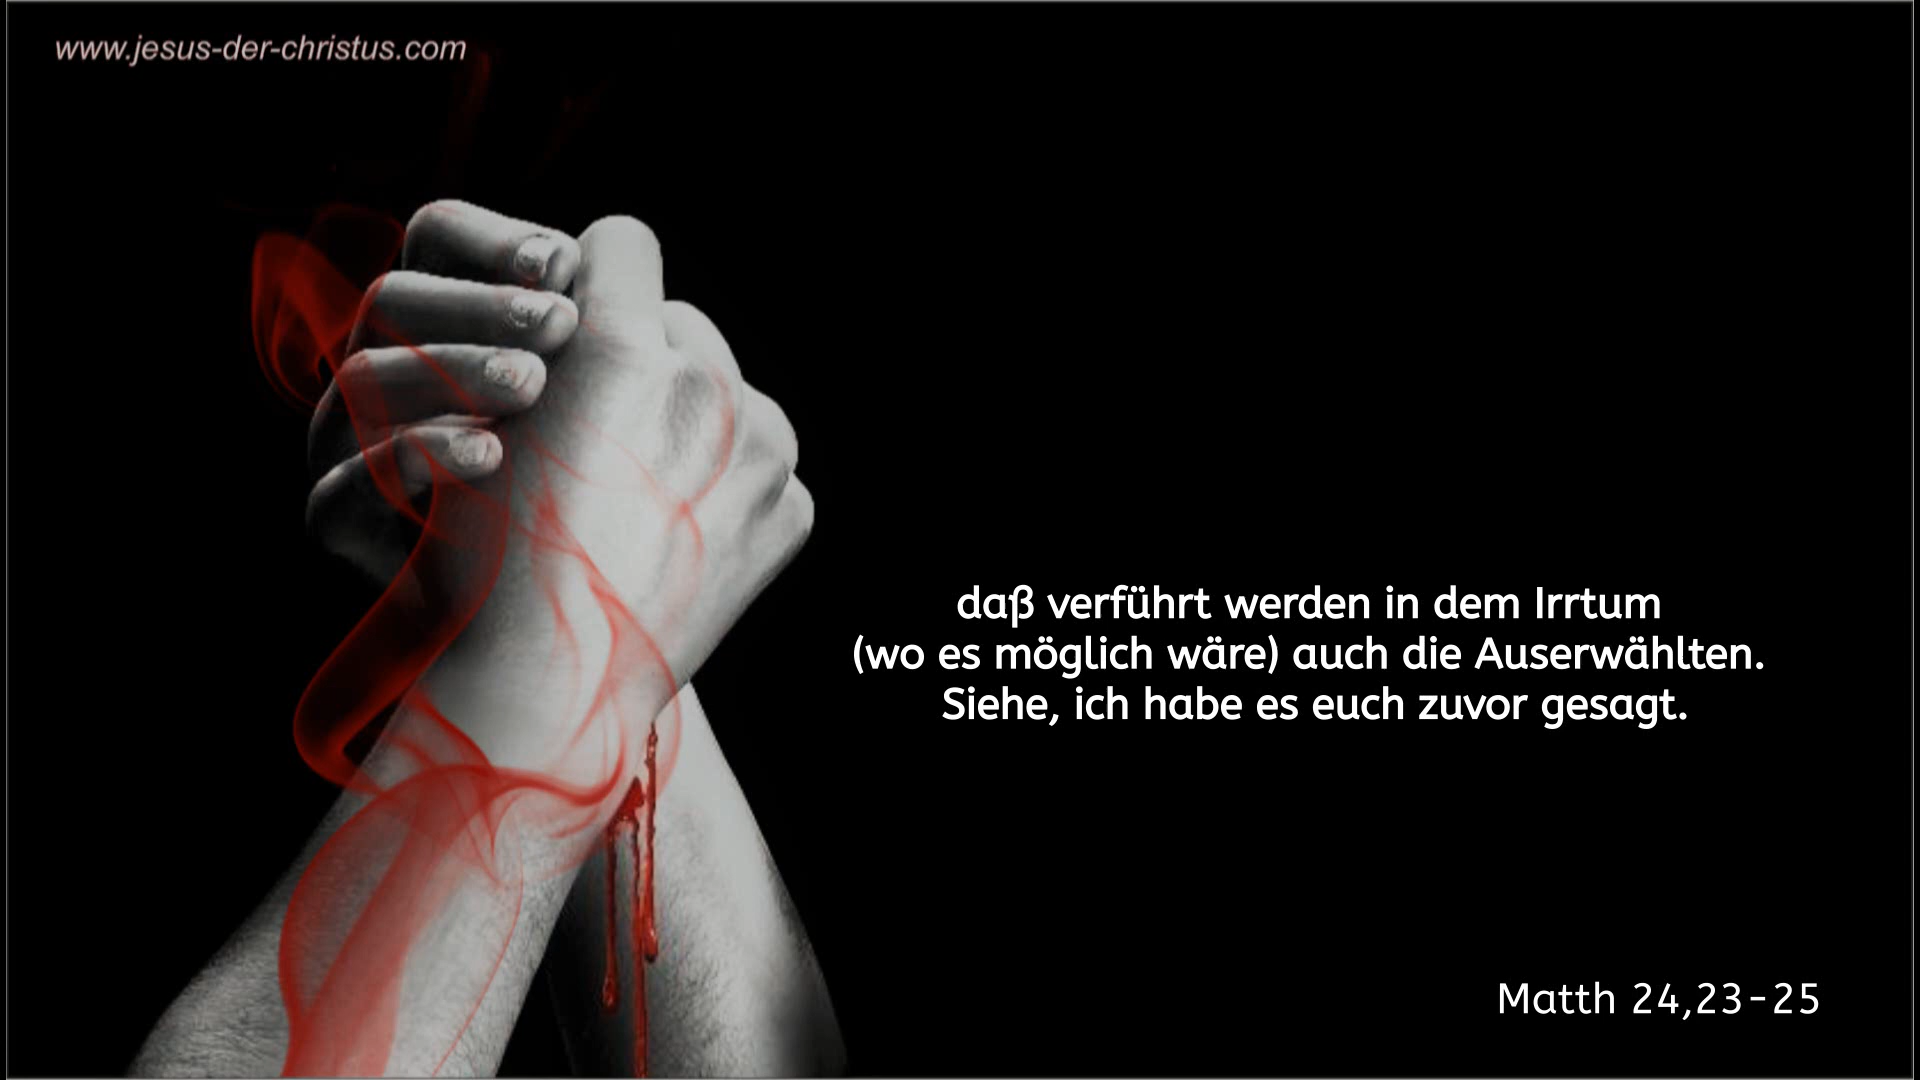 www.jesus-der-christus.com
daß verführt werden in dem Irrtum
(wo es möglich wäre) auch die Auserwählten.
Siehe, ich habe es euch zuvor gesagt.
Matth 24,23-25